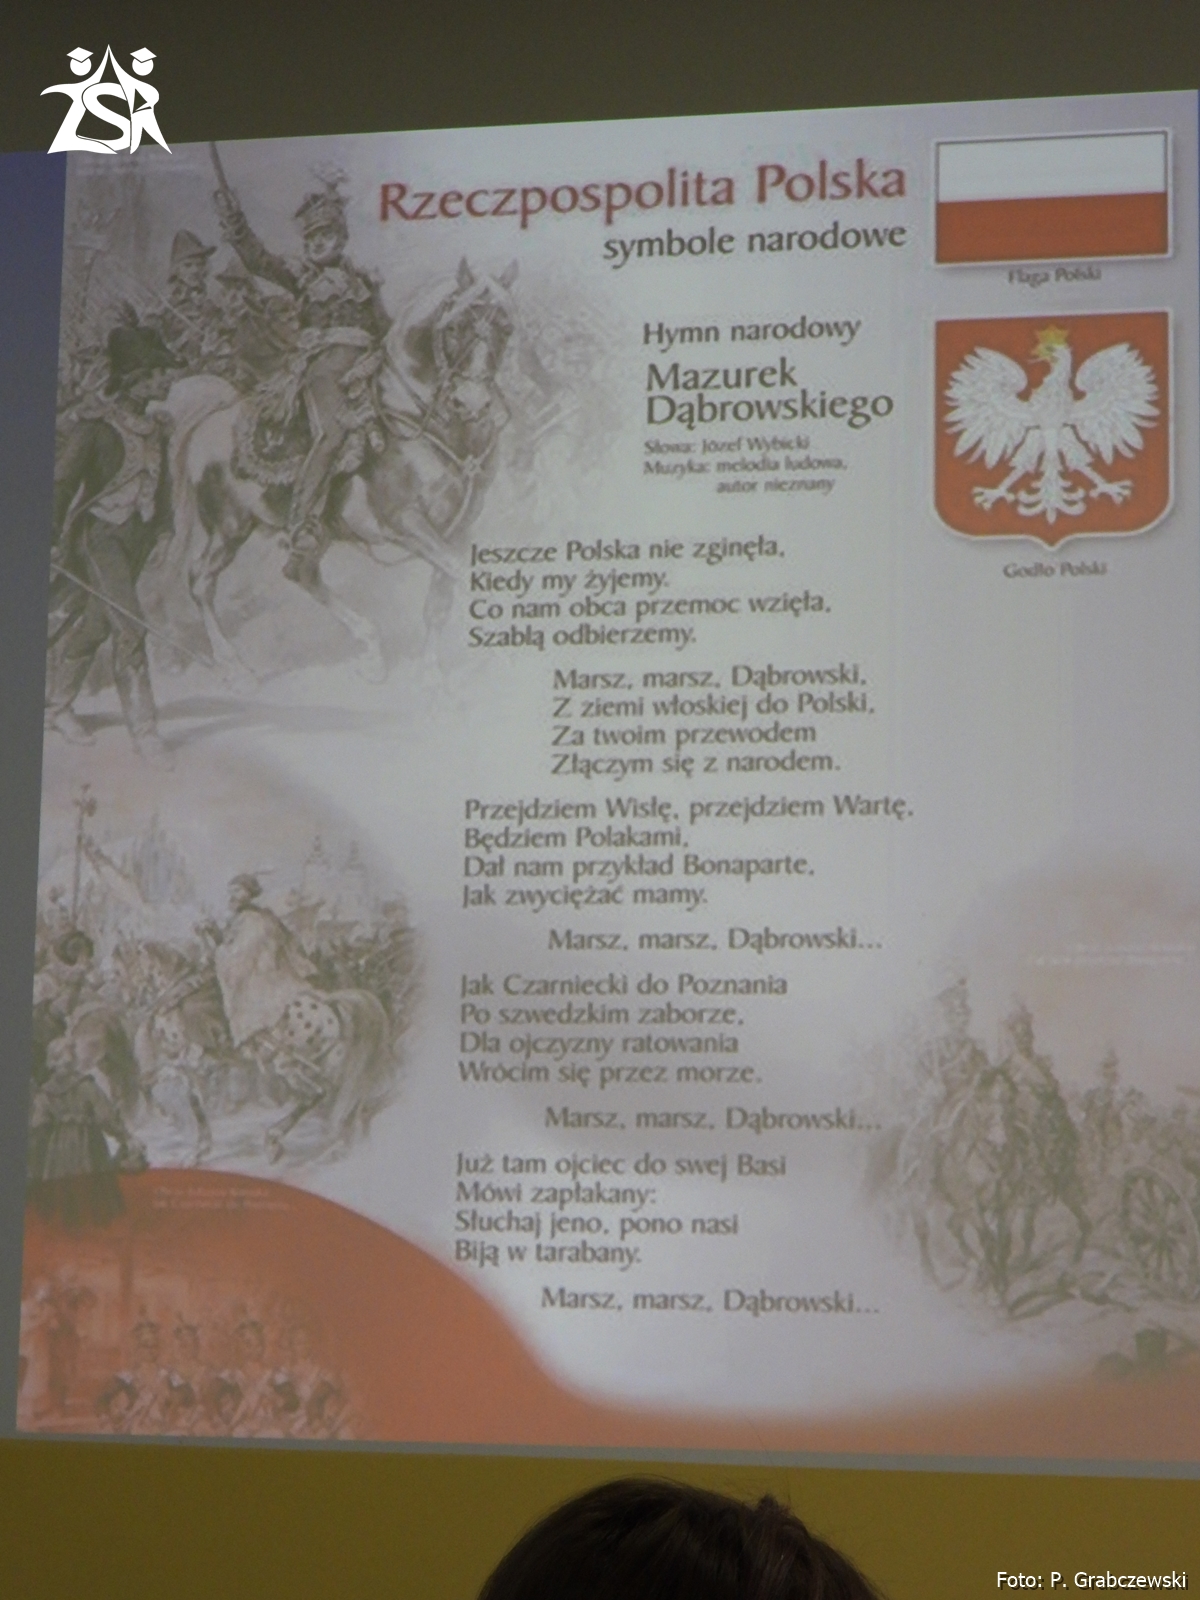 ZSR
Rzeczpospolita Polska
symbole narodowe
Flaga Polski
Hymn narodowy
Mazurek
Dąbrowskiego
Słowa: Józef Wybicki
Muzyka: melodia ludowa,
autor nieznany
Godło Polski
Jeszcze Polska nie zginęła,
Kiedy my żyjemy.
Co nam obca przemoc wzięła,
Szablą odbierzemy.
Marsz, marsz, Dąbrowski,
Z ziemi włoskiej do Polski,
Za twoim przewodem
Złączym się z narodem.
Przejdziem Wisłę, przejdziem Wartę,
Będziem Polakami,
Dał nam przykład Bonaparte,
Jak zwyciężać mamy.
Marsz, marsz, Dąbrowski...
Jak Czarniecki do Poznania
Po szwedzkim zaborze,
Dla ojczyzny ratowania
Wrócim się przez morze.
Marsz, marsz, Dąbrowski...
Już tam ojciec do swej Basi
Mówi zapłakany:
Słuchaj jeno, pono nasi
Biją w tarabany.
Marsz, marsz, Dąbrowski...
Foto: P. Grabczewski